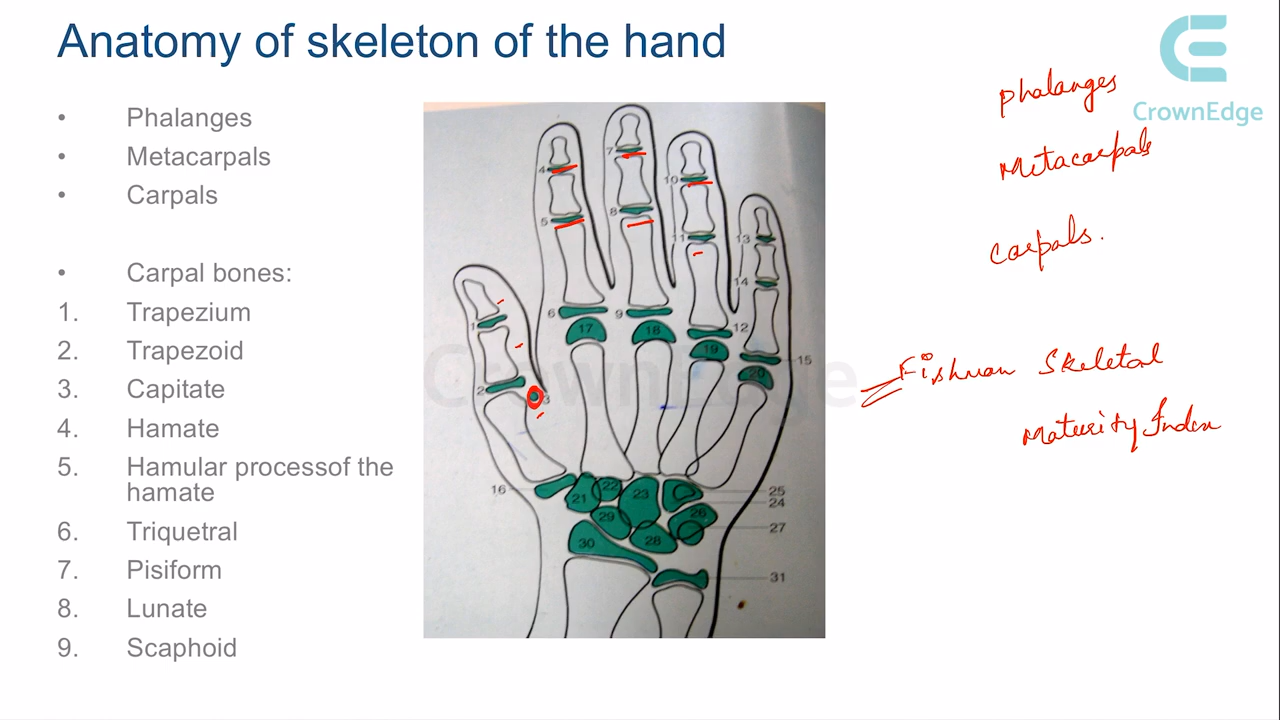 Anatomy of skeleton of the hand
CrownEdge
• Phalanges
• Metacarpals
• Carpals
• Carpal bones:
1. Trapezium
2. Trapezoid
3. Capitate
4. Hamate
5. Hamular processof the
hamate
6. Triquetral
7. Pisiform
8. Lunate
9. Scaphoid
7
4
10
5
8
11
13
14
6
9
12
17
18
19
15
1
2
3
20
CrownEdge
16
21
22
23
25
24
29
26
27
30
28
31
Phalanges
Metacarpals
Carpals.
Fishman Skeletal
Maturity Index